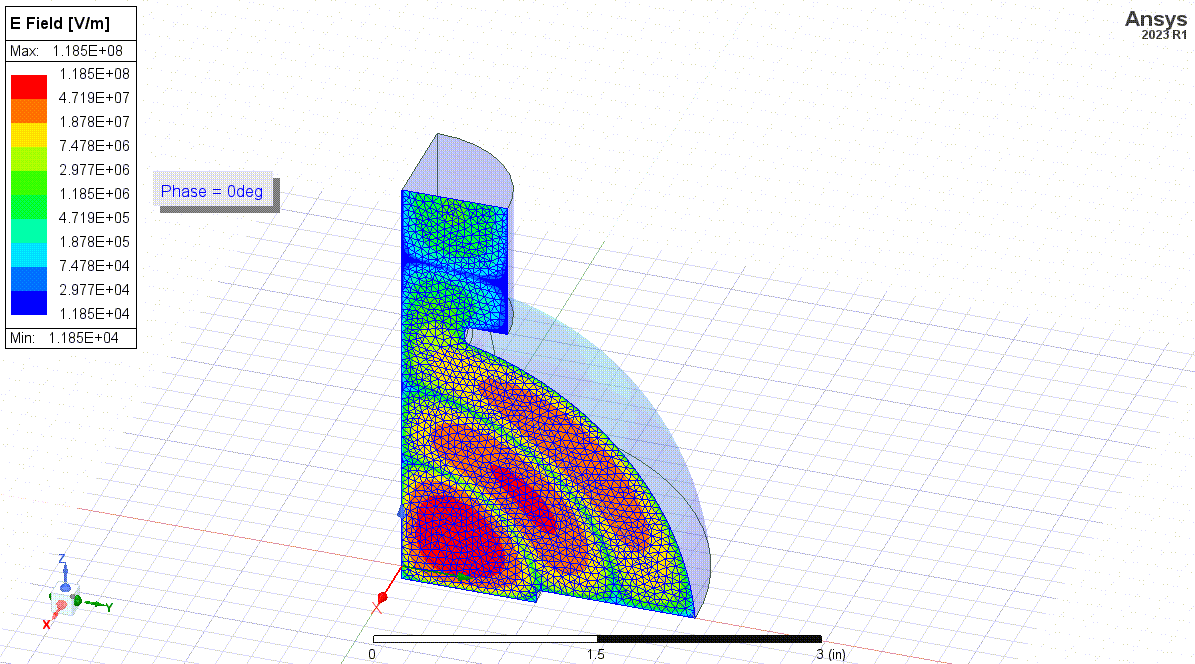 E Field [V/m]
Max: 1.185E+08
1.185E+08
4.719E+07
1.878E+07
7.478E+06
2.977E+06
1.185E+06
4.719E+05
1.878E+05
7.478E+04
2.977E+04
1.185E+04
Min: 1.185E+04
Ansys
2023 R1
Phase = 0deg
X
Z
Y
X
0 1.5 3 (in)